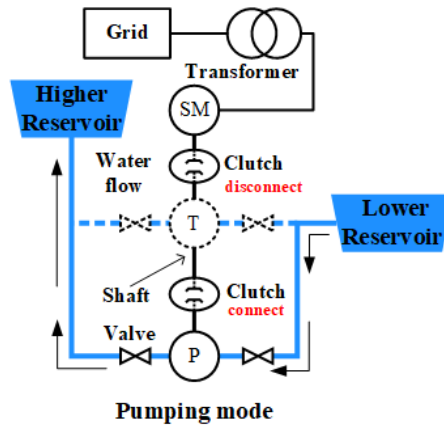 Grid
Transformer
Higher
Reservoir
SM
Water
flow
Clutch
disconnect
T
Lower
Reservoir
Shaft
Clutch
connect
Valve
P
Pumping mode